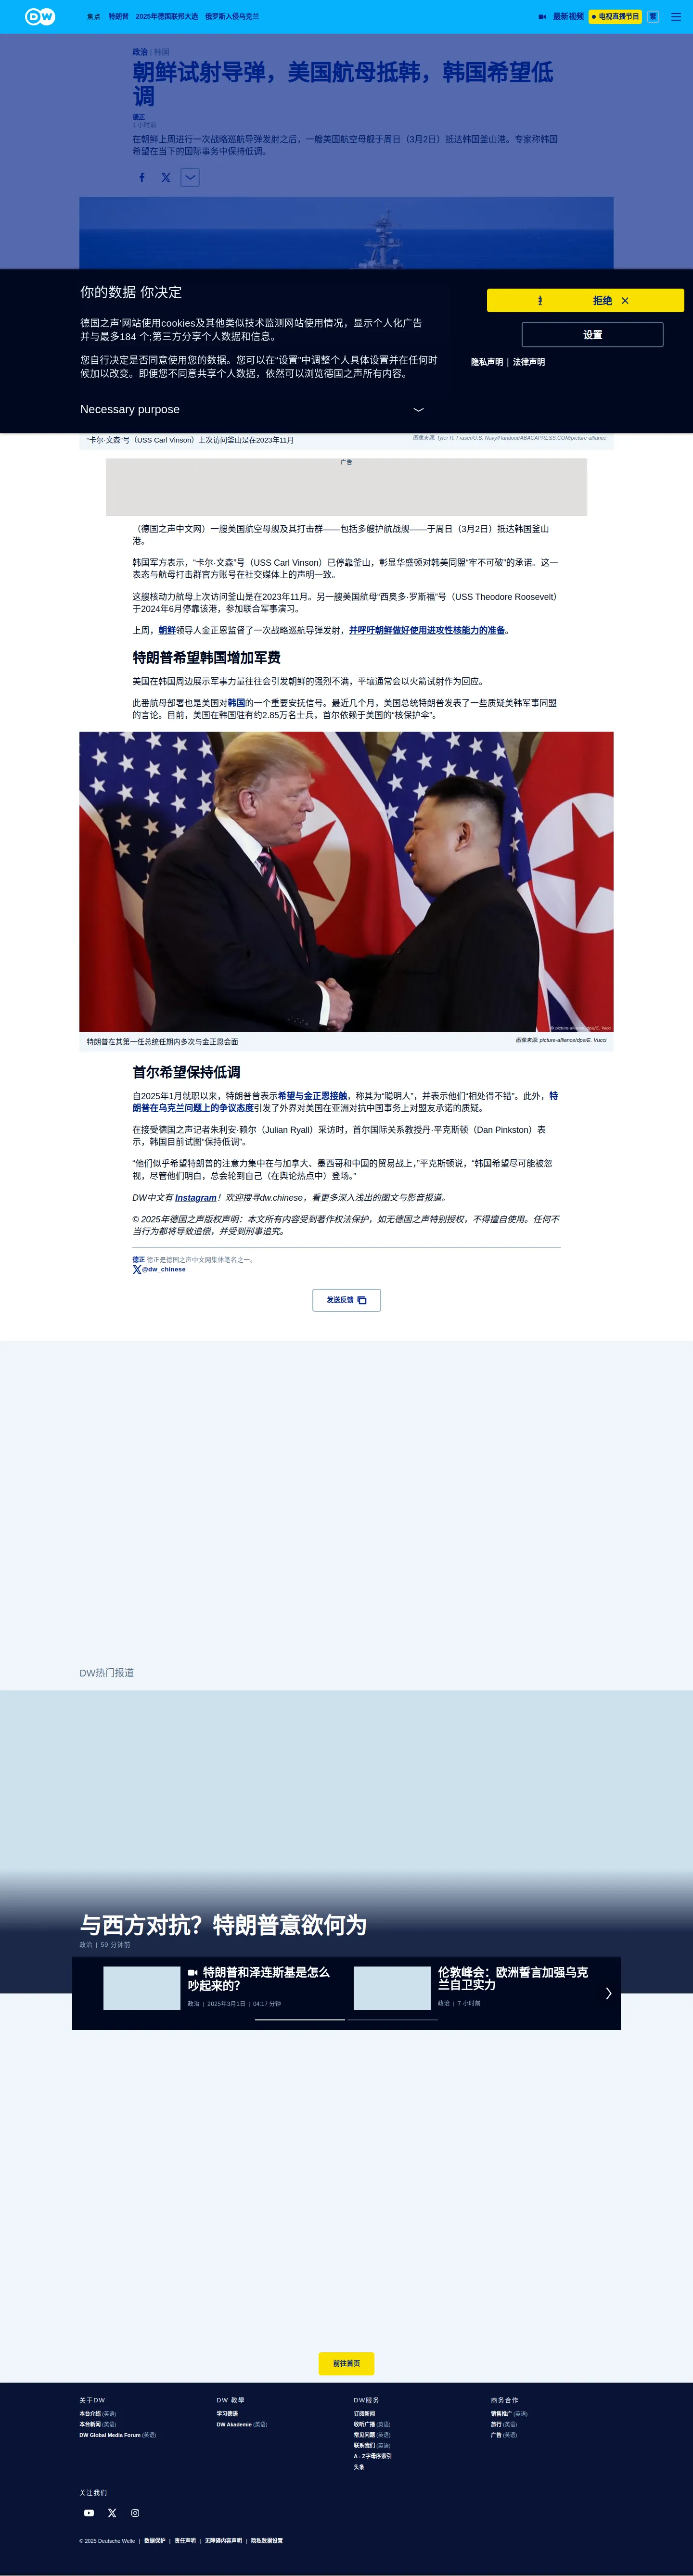 DW
焦点 特朗普 2025年德国联邦大选 俄罗斯入侵乌克兰 最新视频 电视直播节目 繁
政治 | 韩国
朝鲜试射导弹，美国航母抵韩，韩国希望低
调
德正
1 小时前
在朝鲜上周进行一次战略巡航导弹发射之后，一艘美国航空母舰于周日（3月2日）抵达韩国釜山港。专家称韩国
希望在当下的国际事务中保持低调。
你的数据 你决定
德国之声'网站使用cookies及其他类似技术监测网站使用情况，显示个人化广告
并与最多184 个;第三方分享个人数据和信息。
您自行决定是否同意使用您的数据。您可以在"设置"中调整个人具体设置并在任何时
候加以改变。即便您不同意共享个人数据，依然可以浏览德国之声所有内容。
Necessary purpose
拒绝
设置
隐私声明 | 法律声明
“卡尔·文森”号（USS Carl Vinson）上次访问釜山是在2023年11月
图像来源: Tyler R. Fraser/U.S. Navy/Handout/ABACAPRESS.COM/picture alliance
广告
（德国之声中文网）一艘美国航空母舰及其打击群——包括多艘护航战舰——于周日（3月2日）抵达韩国釜山
港。
韩国军方表示，“卡尔·文森”号（USS Carl Vinson）已停靠釜山，彰显华盛顿对韩美同盟“牢不可破”的承诺。这一
表态与航母打击群官方账号在社交媒体上的声明一致。
这艘核动力航母上次访问釜山是在2023年11月。另一艘美国航母“西奥多·罗斯福”号（USS Theodore Roosevelt）
于2024年6月停靠该港，参加联合军事演习。
上周，朝鲜领导人金正恩监督了一次战略巡航导弹发射，并呼吁朝鲜做好使用进攻性核能力的准备。
特朗普希望韩国增加军费
美国在韩国周边展示军事力量往往会引发朝鲜的强烈不满，平壤通常会以火箭试射作为回应。
此番航母部署也是美国对韩国的一个重要安抚信号。最近几个月，美国总统特朗普发表了一些质疑美韩军事同盟
的言论。目前，美国在韩国驻有约2.85万名士兵，首尔依赖于美国的“核保护伞”。
© picture-alliance/dpa/E. Vucci
特朗普在其第一任总统任期内多次与金正恩会面
图像来源: picture-alliance/dpa/E. Vucci
首尔希望保持低调
自2025年1月就职以来，特朗普曾表示希望与金正恩接触，称其为“聪明人”，并表示他们“相处得不错”。此外，特
朗普在乌克兰问题上的争议态度引发了外界对美国在亚洲对抗中国事务上对盟友承诺的质疑。
在接受德国之声记者朱利安·赖尔（Julian Ryall）采访时，首尔国际关系教授丹·平克斯顿（Dan Pinkston）表
示，韩国目前试图“保持低调”。
“他们似乎希望特朗普的注意力集中在与加拿大、墨西哥和中国的贸易战上，”平克斯顿说，“韩国希望尽可能被忽
视，尽管他们明白，总会轮到自己（在舆论热点中）登场。”
DW中文有 Instagram！欢迎搜寻dw.chinese，看更多深入浅出的图文与影音报道。
© 2025年德国之声版权声明：本文所有内容受到著作权法保护，如无德国之声特别授权，不得擅自使用。任何不
当行为都将导致追偿，并受到刑事追究。
德正 德正是德国之声中文网集体笔名之一。
@dw_chinese
发送反馈
DW热门报道
与西方对抗？特朗普意欲何为
政治 | 59 分钟前
特朗普和泽连斯基是怎么
吵起来的？
政治 | 2025年3月1日 | 04:17 分钟
伦敦峰会：欧洲誓言加强乌克
兰自卫实力
政治 | 7 小时前
前往首页
关于DW
本台介绍 (英语)
本台新闻 (英语)
DW Global Media Forum (英语)
DW 教學
学习德语
DW Akademie (英语)
DW服务
订阅新闻
收听广播 (英语)
常见问题 (英语)
联系我们 (英语)
A - Z字母序索引
头条
商务合作
销售推广 (英语)
旅行 (英语)
广告 (英语)
关注我们
© 2025 Deutsche Welle | 数据保护 | 责任声明 | 无障碍内容声明 | 隐私数据设置